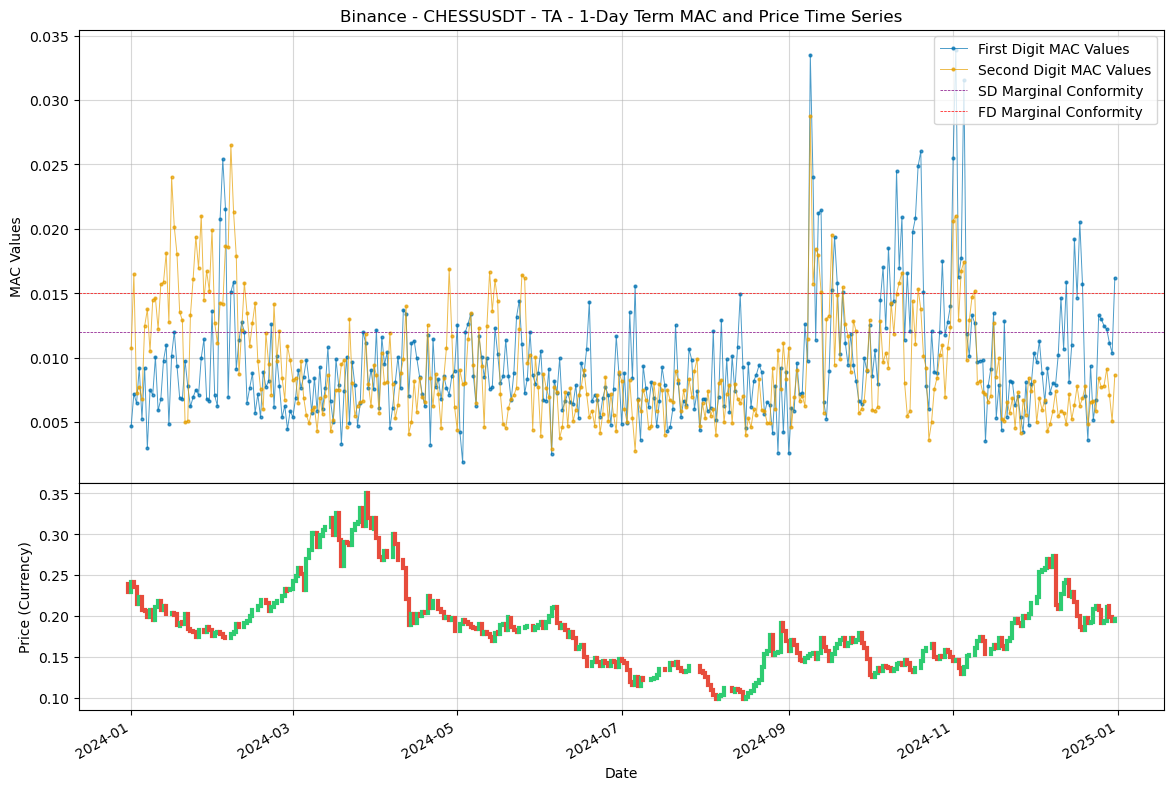 Binance - CHESSUSDT - TA - 1-Day Term MAC and Price Time Series
First Digit MAC Values
Second Digit MAC Values
SD Marginal Conformity
FD Marginal Conformity
MAC Values
0.035
0.030
0.025
0.020
0.015
0.010
0.005
Price (Currency)
0.35
0.30
0.25
0.20
0.15
0.10
2024-01
2024-03
2024-05
2024-07
2024-09
2024-11
2025-01
Date